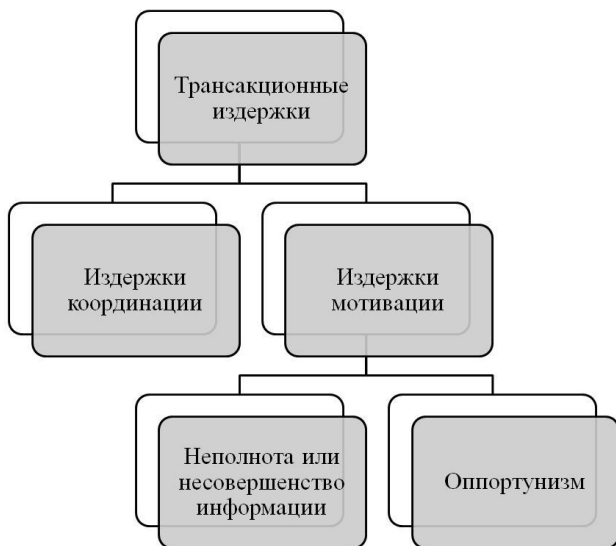 Трансакционные
издержки
Издержки
координации
Издержки
мотивации
Неполнота или
несовершенство
информации
Оппортунизм